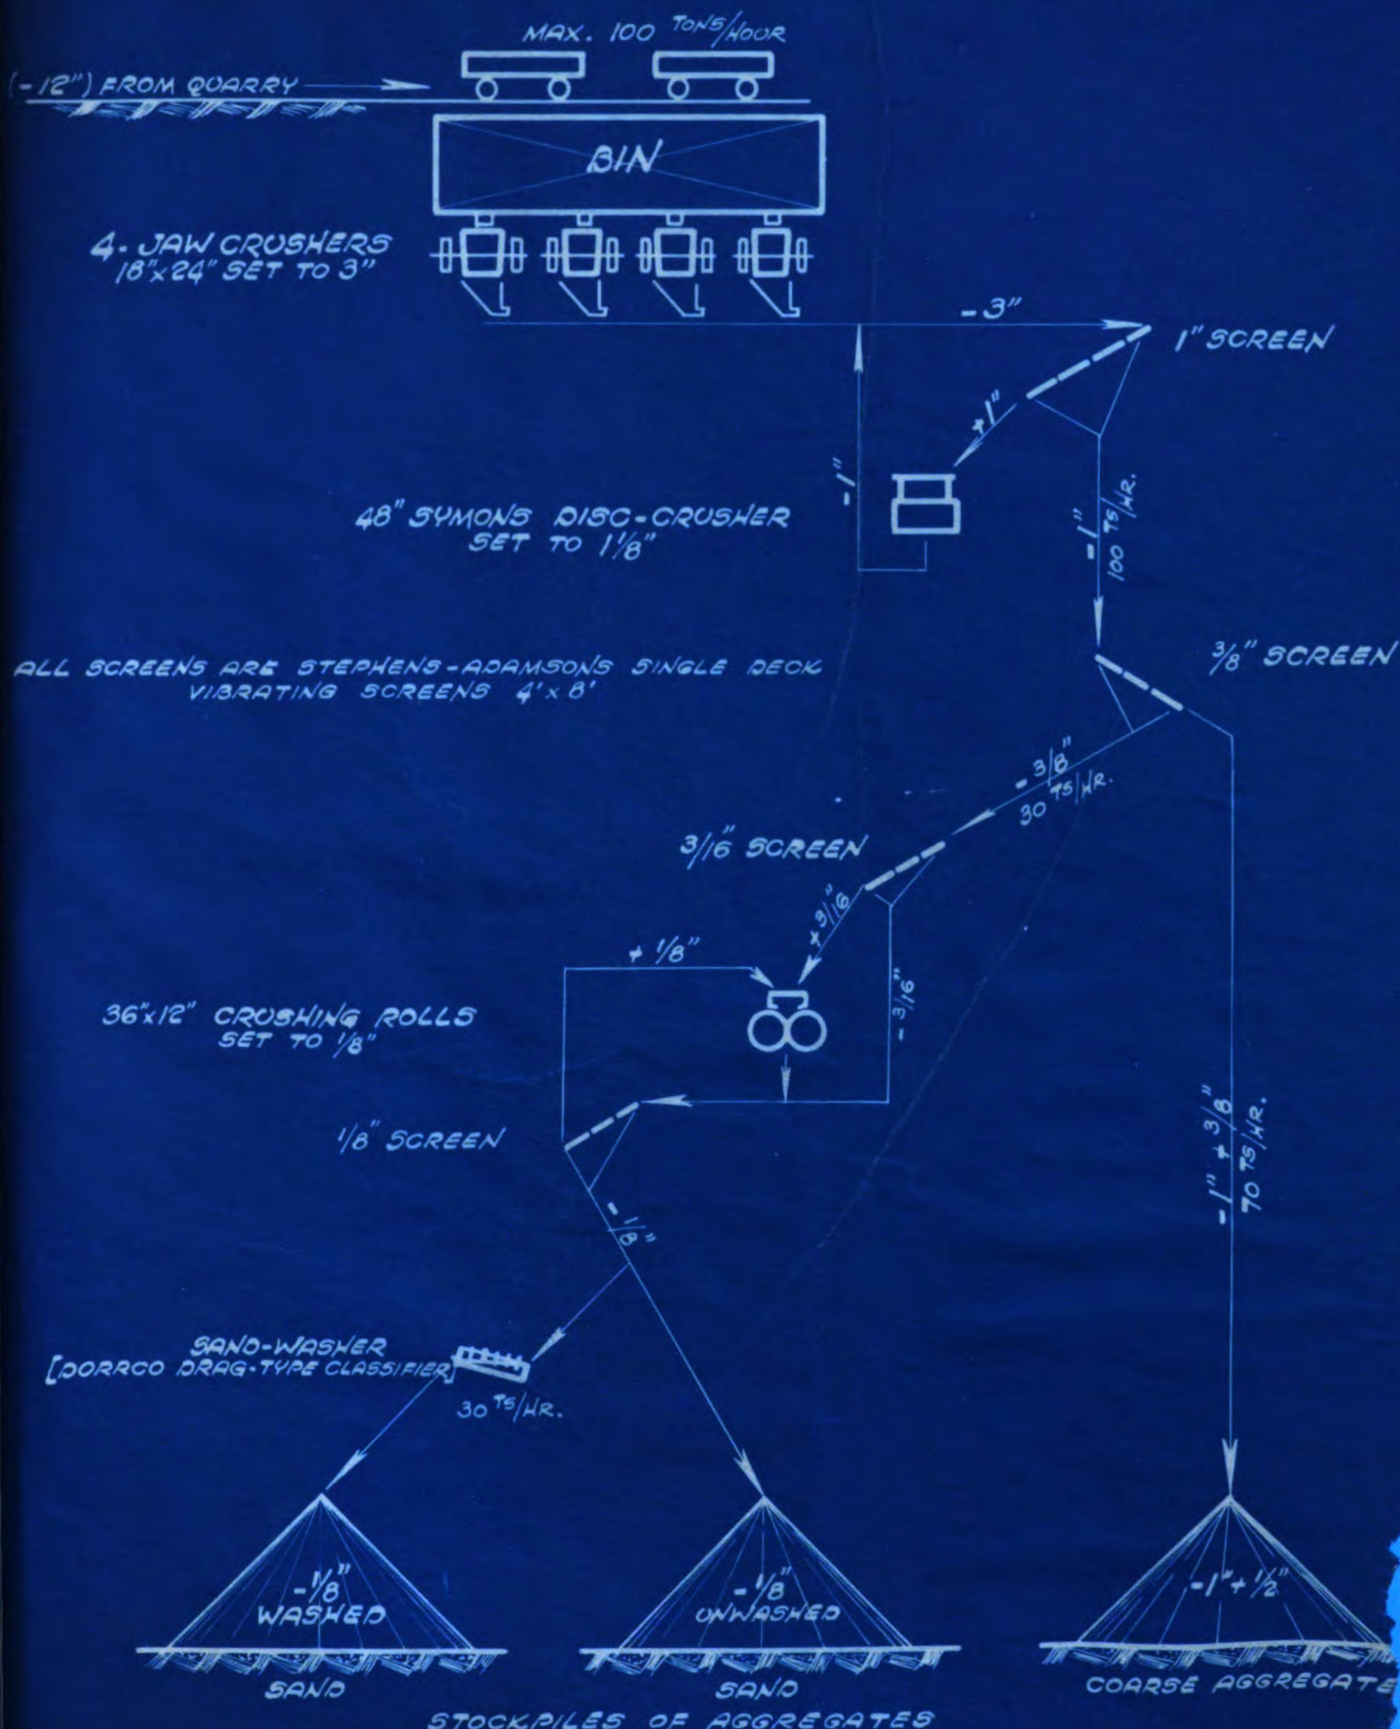 MAX. 100 TONS/HOUR
(-12") FROM QUARRY
BIN
4- JAW CRUSHERS
18"x24" SET TO 3"
-3"
1" SCREEN
+1"
-1"
-1"
100 TS/HR.
48" SYMONS DISC-CRUSHER
SET TO 1 1/8"
ALL SCREENS ARE STEPHENS-ADAMSONS SINGLE DECK
VIBRATING SCREENS 4'x8'
3/8" SCREEN
-3/8"
30 TS/HR.
3/16" SCREEN
+3/16"
+1/8"
-3/16"
36"x12" CRUSHING ROLLS
SET TO 1/8"
1/8" SCREEN
-1" +3/8"
70 TS/HR.
-1/8"
SAND-WASHER
[DORRCO DRAG-TYPE CLASSIFIER]
30 TS/HR.
-1/8"
WASHED
-1/8"
UNWASHED
-1"+1/2"
SAND
SAND
COARSE AGGREGATE
STOCKPILES OF AGGREGATES